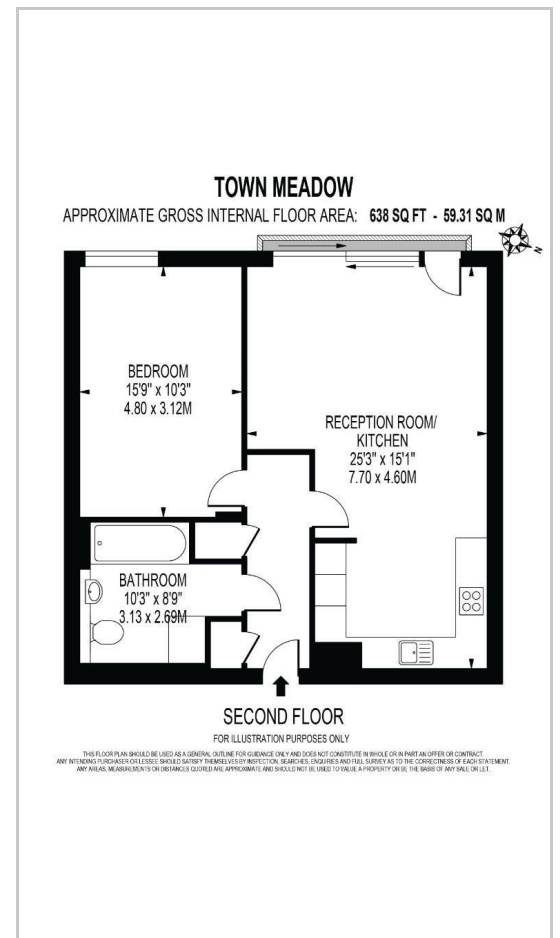 TOWN MEADOW
APPROXIMATE GROSS INTERNAL FLOOR AREA: 638 SQ FT - 59.31 SQ M
N
BEDROOM
15'9" x 10'3"
4.80 x 3.12M
RECEPTION ROOM/
KITCHEN
25'3" x 15'1"
7.70 x 4.60M
BATHROOM
10'3" x 8'9"
3.13 x 2.69M
SECOND FLOOR
FOR ILLUSTRATION PURPOSES ONLY
THIS FLOOR PLAN SHOULD BE USED AS A GENERAL OUTLINE FOR GUIDANCE ONLY AND DOES NOT CONSTITUTE IN WHOLE OR IN PART AN OFFER OR CONTRACT.
ANY INTENDING PURCHASER OR LESSEE SHOULD SATISFY THEMSELVES BY INSPECTION, SEARCHES, ENQUIRIES AND FULL SURVEY AS TO THE CORRECTNESS OF EACH STATEMENT.
ANY AREAS, MEASUREMENTS OR DISTANCES QUOTED ARE APPROXIMATE AND SHOULD NOT BE USED TO VALUE A PROPERTY OR BE THE BASIS OF ANY SALE OR LET.